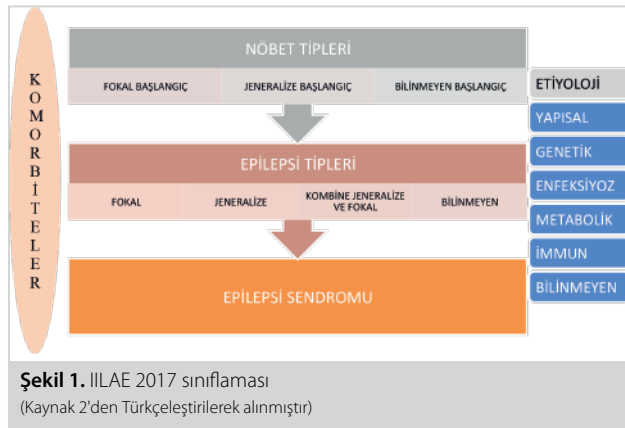 KOMORBİTELER
NÖBET TİPLERİ
FOKAL BAŞLANGIÇ
JENERALİZE BAŞLANGIÇ
BİLİNMEYEN BAŞLANGIÇ
EPİLEPSİ TİPLERİ
FOKAL
JENERALİZE
KOMBİNE JENERALİZE
VE FOKAL
BİLİNMEYEN
EPİLEPSİ SENDROMU
ETİYOLOJİ
YAPISAL
GENETİK
ENFEKSİYOZ
METABOLİK
İMMUN
BİLİNMEYEN
Şekil 1. IILAE 2017 sınıflaması
(Kaynak 2'den Türkçeleştirilerek alınmıştır)